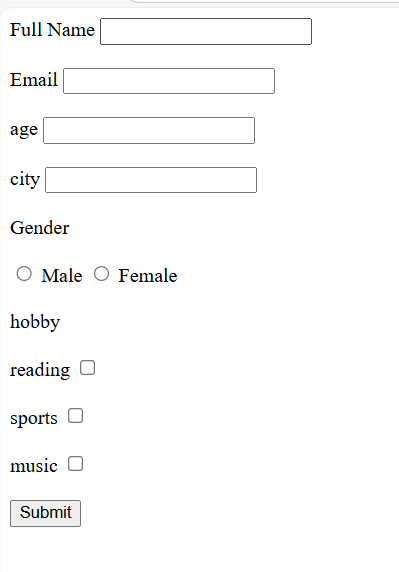 Full Name
Email
age
city
Gender
Male Female
hobby
reading
sports
music
Submit